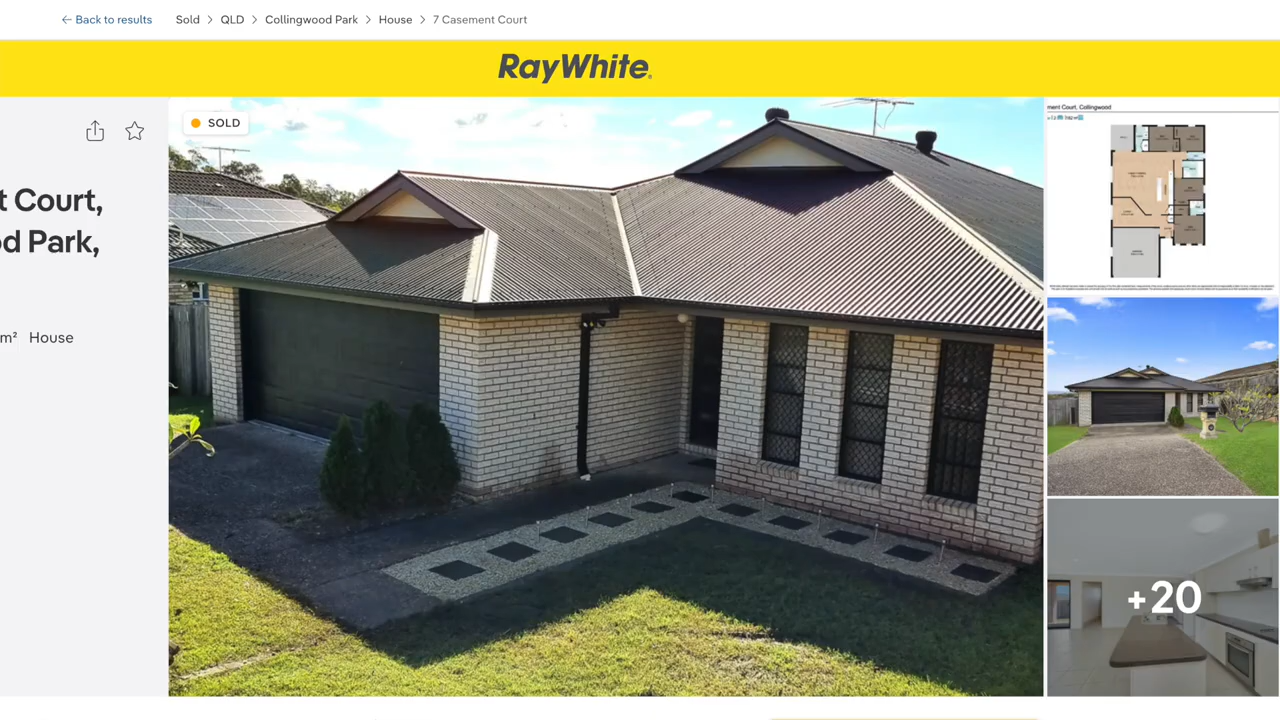 ← Back to results Sold > QLD > Collingwood Park > House > 7 Casement Court
RayWhite
SOLD
t Court,
od Park,
m² House
ment Court, Collingwood
+20